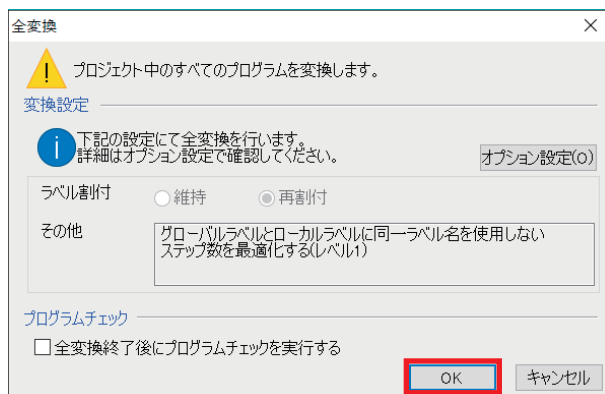 全変換
プロジェクト中のすべてのプログラムを変換します。
変換設定
下記の設定にて全変換を行います。
詳細はオプション設定で確認してください。
オプション設定(O)
ラベル割付
維持
再割付
その他
グローバルラベルとローカルラベルに同一ラベル名を使用しない
ステップ数を最適化する(レベル1)
プログラムチェック
全変換終了後にプログラムチェックを実行する
OK
キャンセル